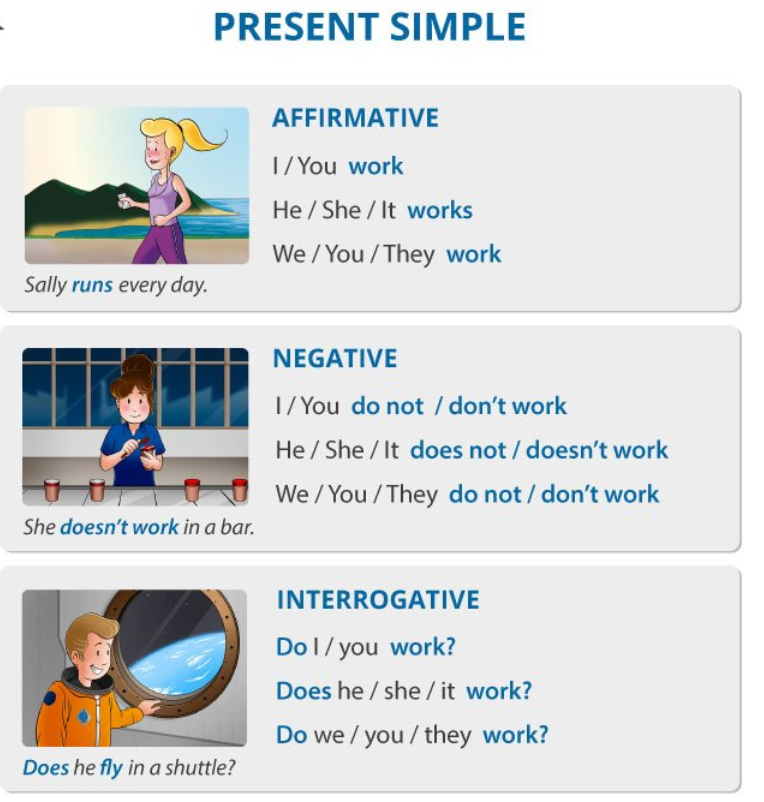 PRESENT SIMPLE
AFFIRMATIVE
I / You work
He / She / It works
We / You / They work
Sally runs every day.
NEGATIVE
I / You do not / don't work
He / She / It does not / doesn't work
We / You / They do not / don't work
She doesn't work in a bar.
INTERROGATIVE
Do I / you work?
Does he / she / it work?
Do we / you / they work?
Does he fly in a shuttle?